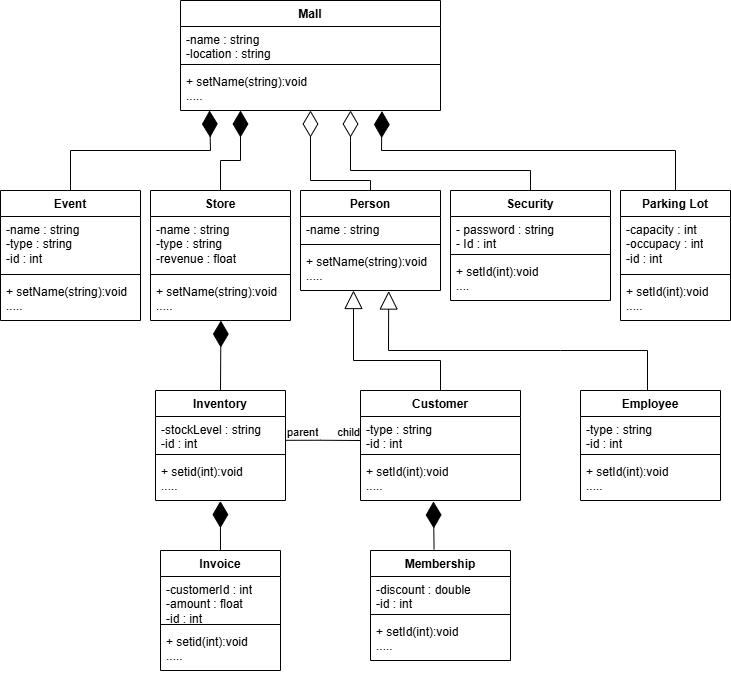 Mall
-name : string
-location : string
+ setName(string):void
.....
Event
-name : string
-type : string
-id : int
+ setName(string):void
.....
Store
-name : string
-type : string
-revenue : float
+ setName(string):void
.....
Person
-name : string
+ setName(string):void
.....
Security
- password : string
- Id : int
+ setId(int):void
....
Parking Lot
-capacity : int
-occupacy : int
-id : int
+ setId(int):void
.....
Inventory
-stockLevel : string
-id : int
+ setid(int):void
.....
parent child
Customer
-type : string
-id : int
+ setId(int):void
.....
Employee
-type : string
-id : int
+ setId(int):void
.....
Invoice
-customerId : int
-amount : float
-id : int
+ setid(int):void
.....
Membership
-discount : double
-id : int
+ setId(int):void
.....